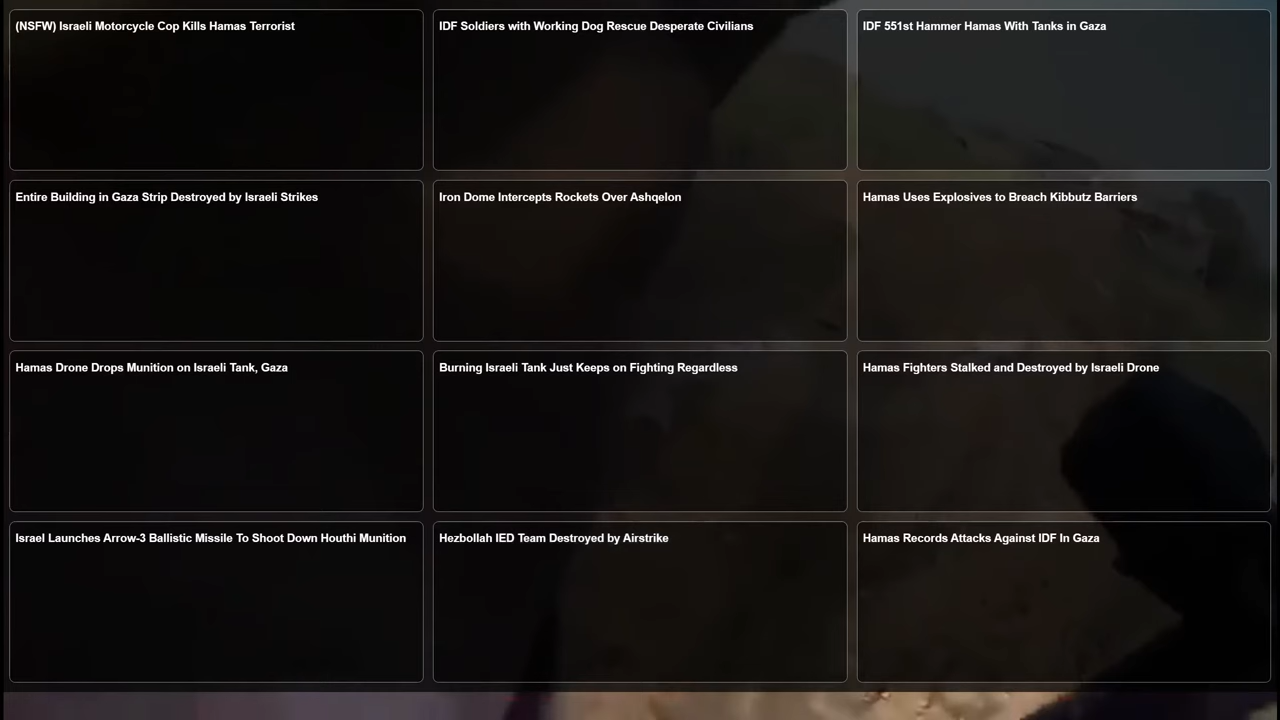 (NSFW) Israeli Motorcycle Cop Kills Hamas Terrorist
IDF Soldiers with Working Dog Rescue Desperate Civilians
IDF 551st Hammer Hamas With Tanks in Gaza
Entire Building in Gaza Strip Destroyed by Israeli Strikes
Iron Dome Intercepts Rockets Over Ashqelon
Hamas Uses Explosives to Breach Kibbutz Barriers
Hamas Drone Drops Munition on Israeli Tank, Gaza
Burning Israeli Tank Just Keeps on Fighting Regardless
Hamas Fighters Stalked and Destroyed by Israeli Drone
Israel Launches Arrow-3 Ballistic Missile To Shoot Down Houthi Munition
Hezbollah IED Team Destroyed by Airstrike
Hamas Records Attacks Against IDF In Gaza